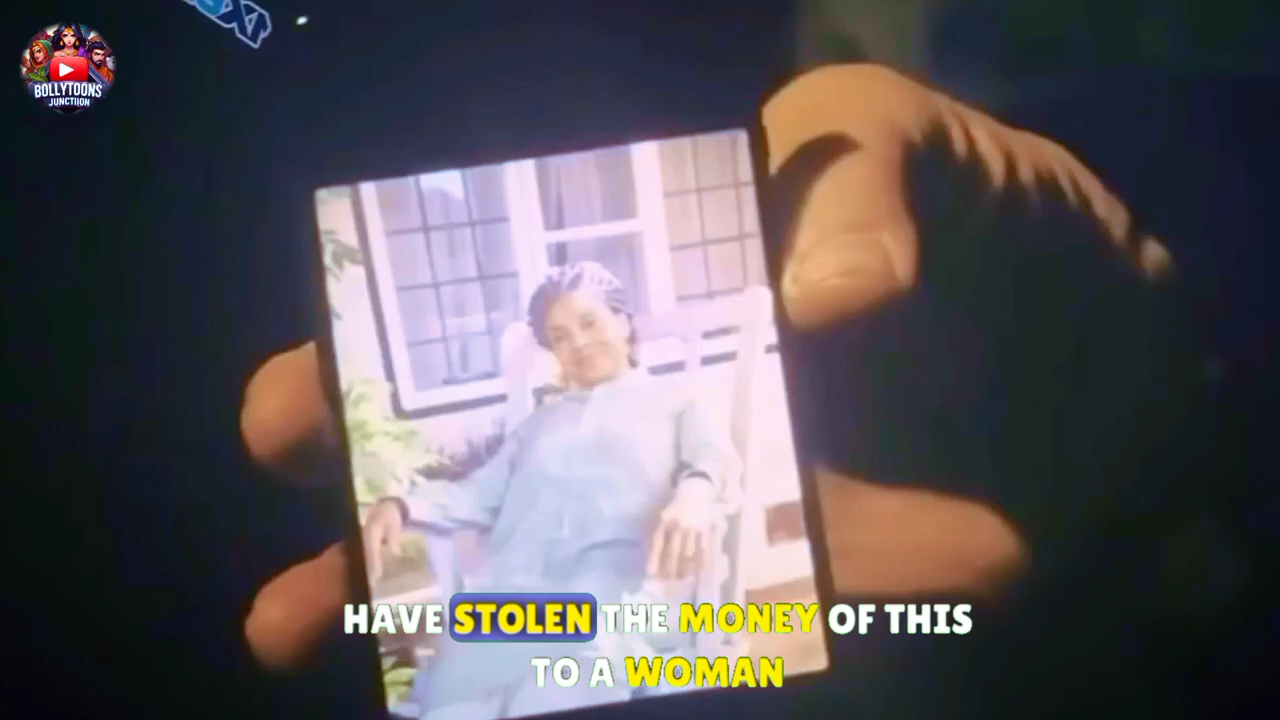 BOLLYTOONS
JUNCTION
HAVE STOLEN THE MONEY OF THIS
TO A WOMAN